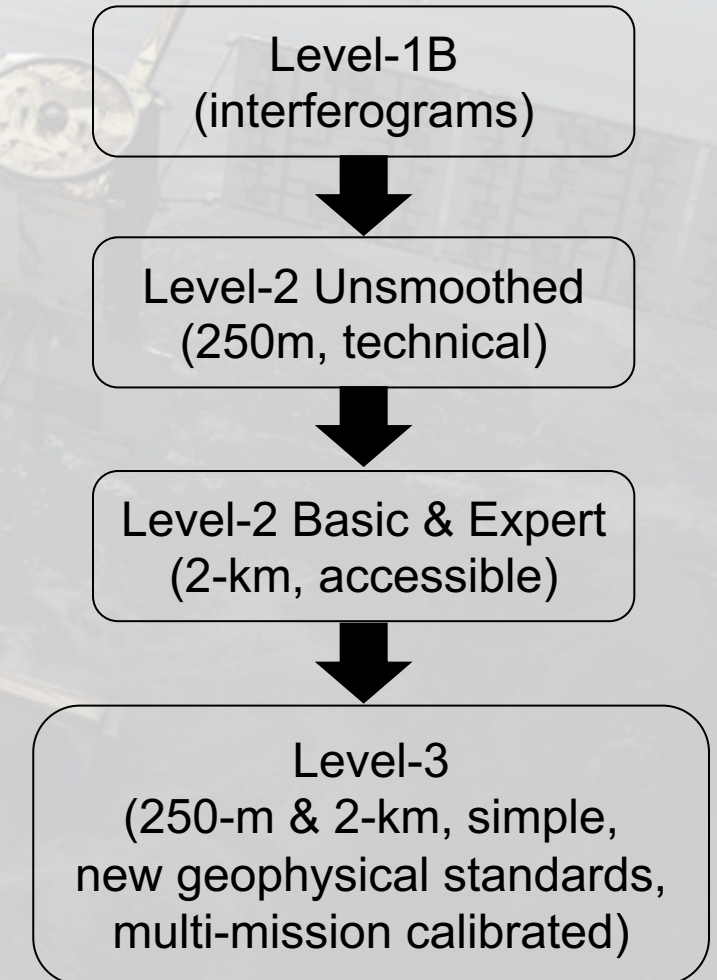 Level-1B
(interferograms)
Level-2 Unsmoothed
(250m, technical)
Level-2 Basic & Expert
(2-km, accessible)
Level-3
(250-m & 2-km, simple,
new geophysical standards,
multi-mission calibrated)